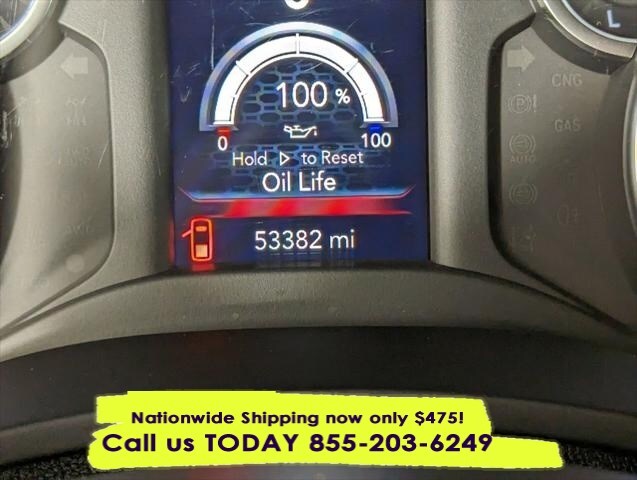 L
100 %
CNG
GAS
0
100
Hold ▷ to Reset
Oil Life
AUTO
53382 mi
Nationwide Shipping now only $475!
Call us TODAY 855-203-6249